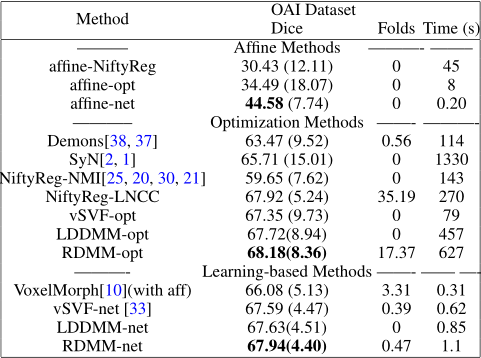 Method OAI Dataset
Dice Folds Time (s)
Affine Methods
affine-NiftyReg 30.43 (12.11) 0 45
affine-opt 34.49 (18.07) 0 8
affine-net 44.58 (7.74) 0 0.20
Optimization Methods
Demons[38, 37] 63.47 (9.52) 0.56 114
SyN[2, 1] 65.71 (15.01) 0 1330
NiftyReg-NMI[25, 20, 30, 21] 59.65 (7.62) 0 143
NiftyReg-LNCC 67.92 (5.24) 35.19 270
vSVF-opt 67.35 (9.73) 0 79
LDDMM-opt 67.72(8.94) 0 457
RDMM-opt 68.18(8.36) 17.37 627
Learning-based Methods
VoxelMorph[10](with aff) 66.08 (5.13) 3.31 0.31
vSVF-net [33] 67.59 (4.47) 0.39 0.62
LDDMM-net 67.63(4.51) 0 0.85
RDMM-net 67.94(4.40) 0.47 1.1